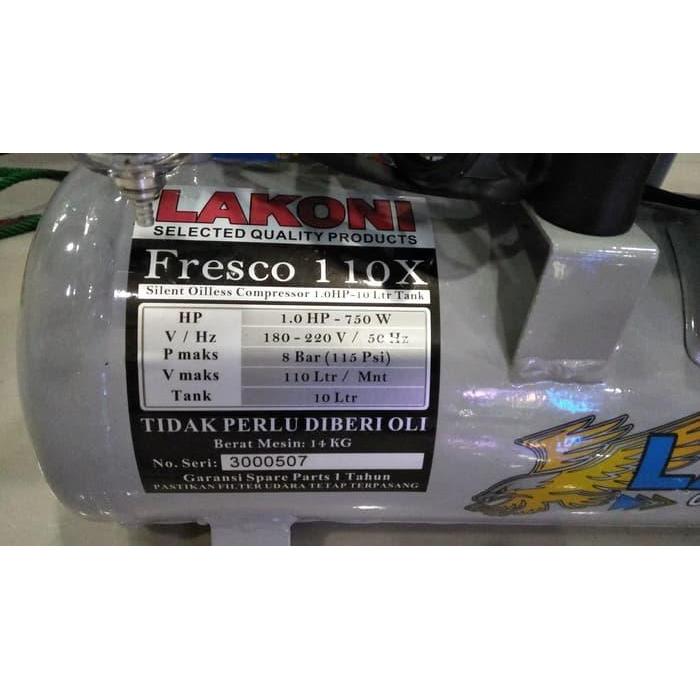 LAKONI
SELECTED QUALITY PRODUCTS
Fresco 110X
Silent Oilless Compressor 1.0HP-10 Ltr Tank
HP 1.0 HP - 750 W
V / Hz 180 - 220 V / 50 Hz
P maks 8 Bar (115 Psi)
V maks 110 Ltr / Mnt
Tank 10 Ltr
TIDAK PERLU DIBERI OLI
Berat Mesin: 14 KG
No. Seri: 3000507
Garansi Spare Parts 1 Tahun
PASTIKAN FILTER UDARA TETAP TERPASANG